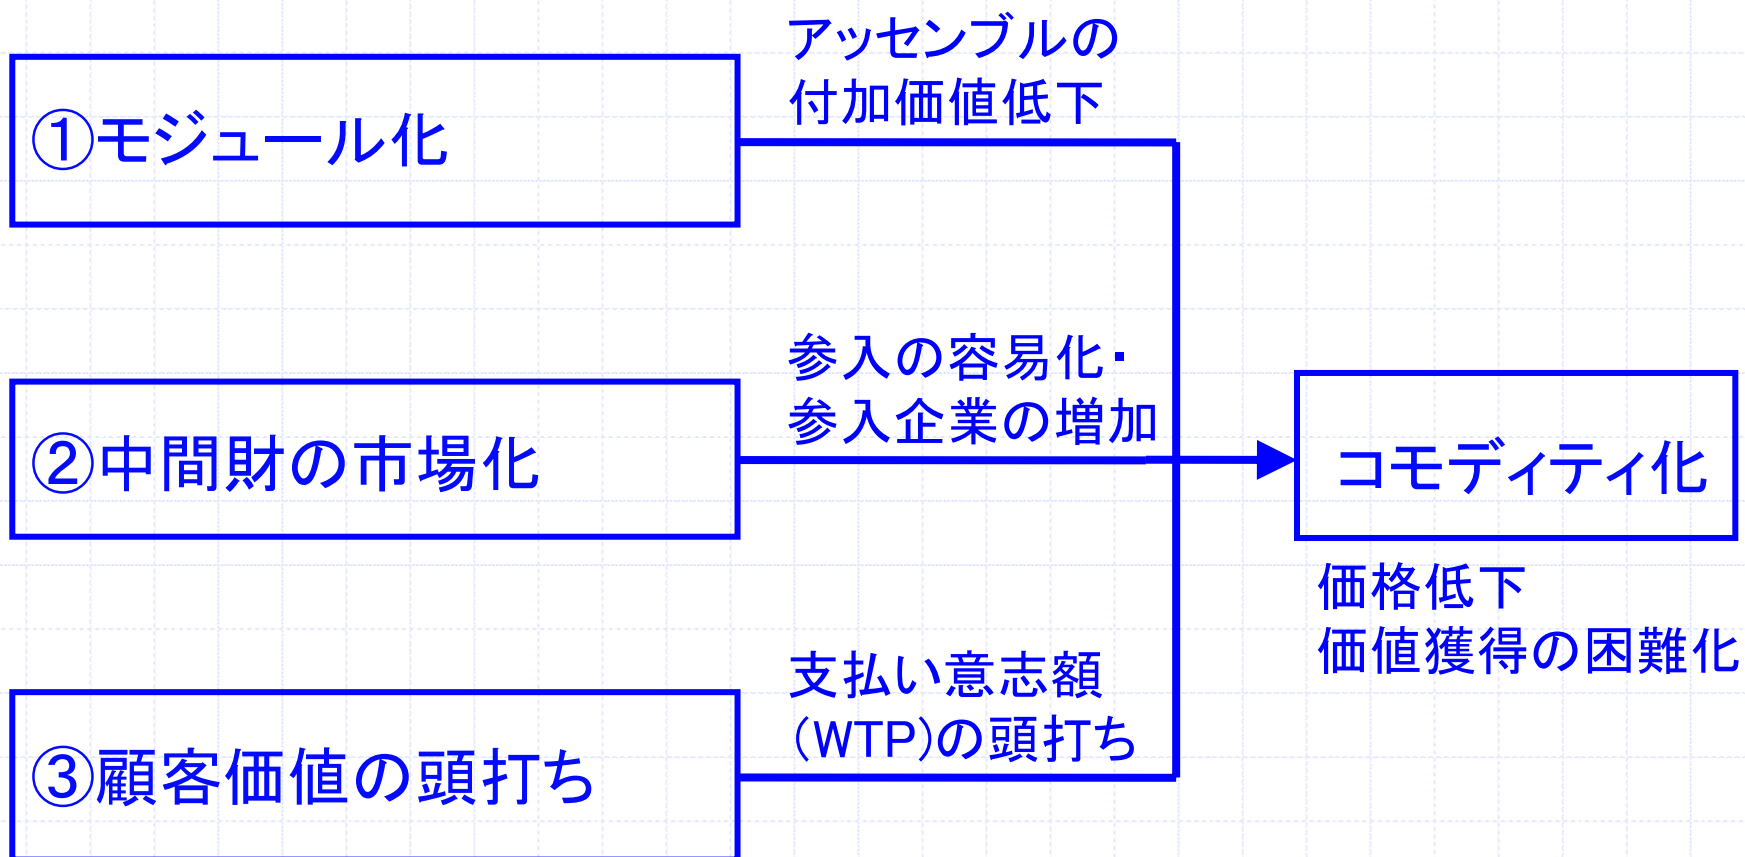 アッセンブルの
付加価値低下
①モジュール化
参入の容易化・
参入企業の増加
②中間財の市場化
コモディティ化
価格低下
価値獲得の困難化
支払い意志額
(WTP)の頭打ち
③顧客価値の頭打ち